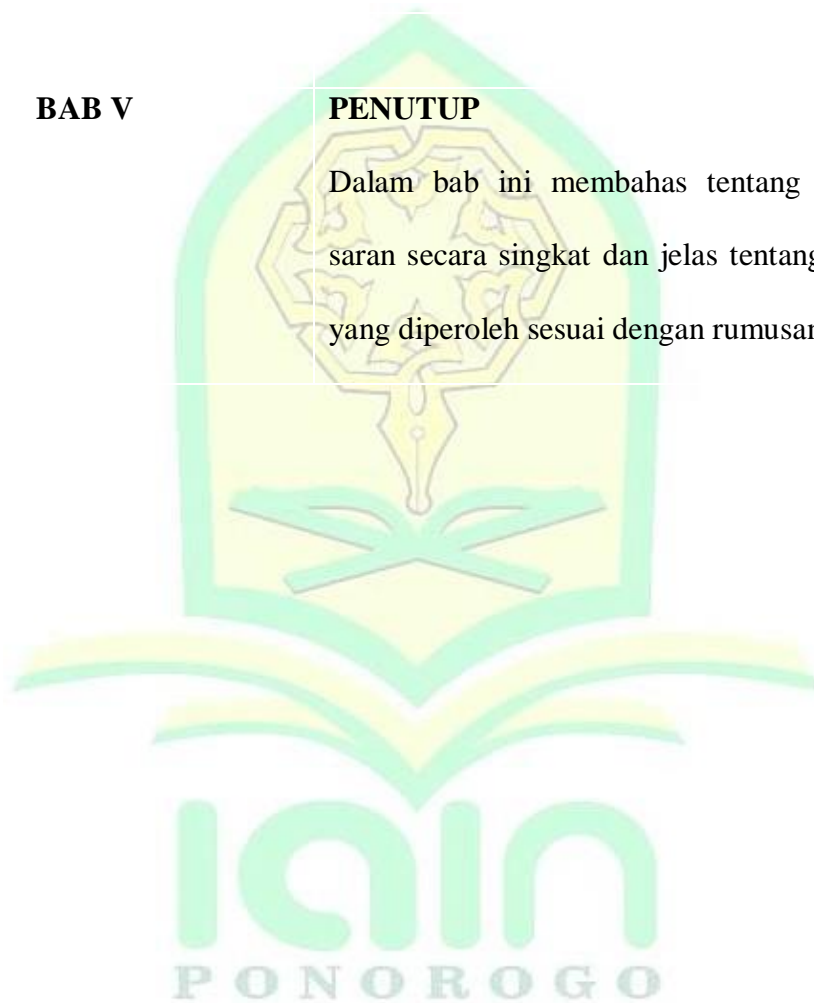 BAB V PENUTUP
Dalam bab ini membahas tentang
saran secara singkat dan jelas tentang
yang diperoleh sesuai dengan rumusan
iain
PONOROGO